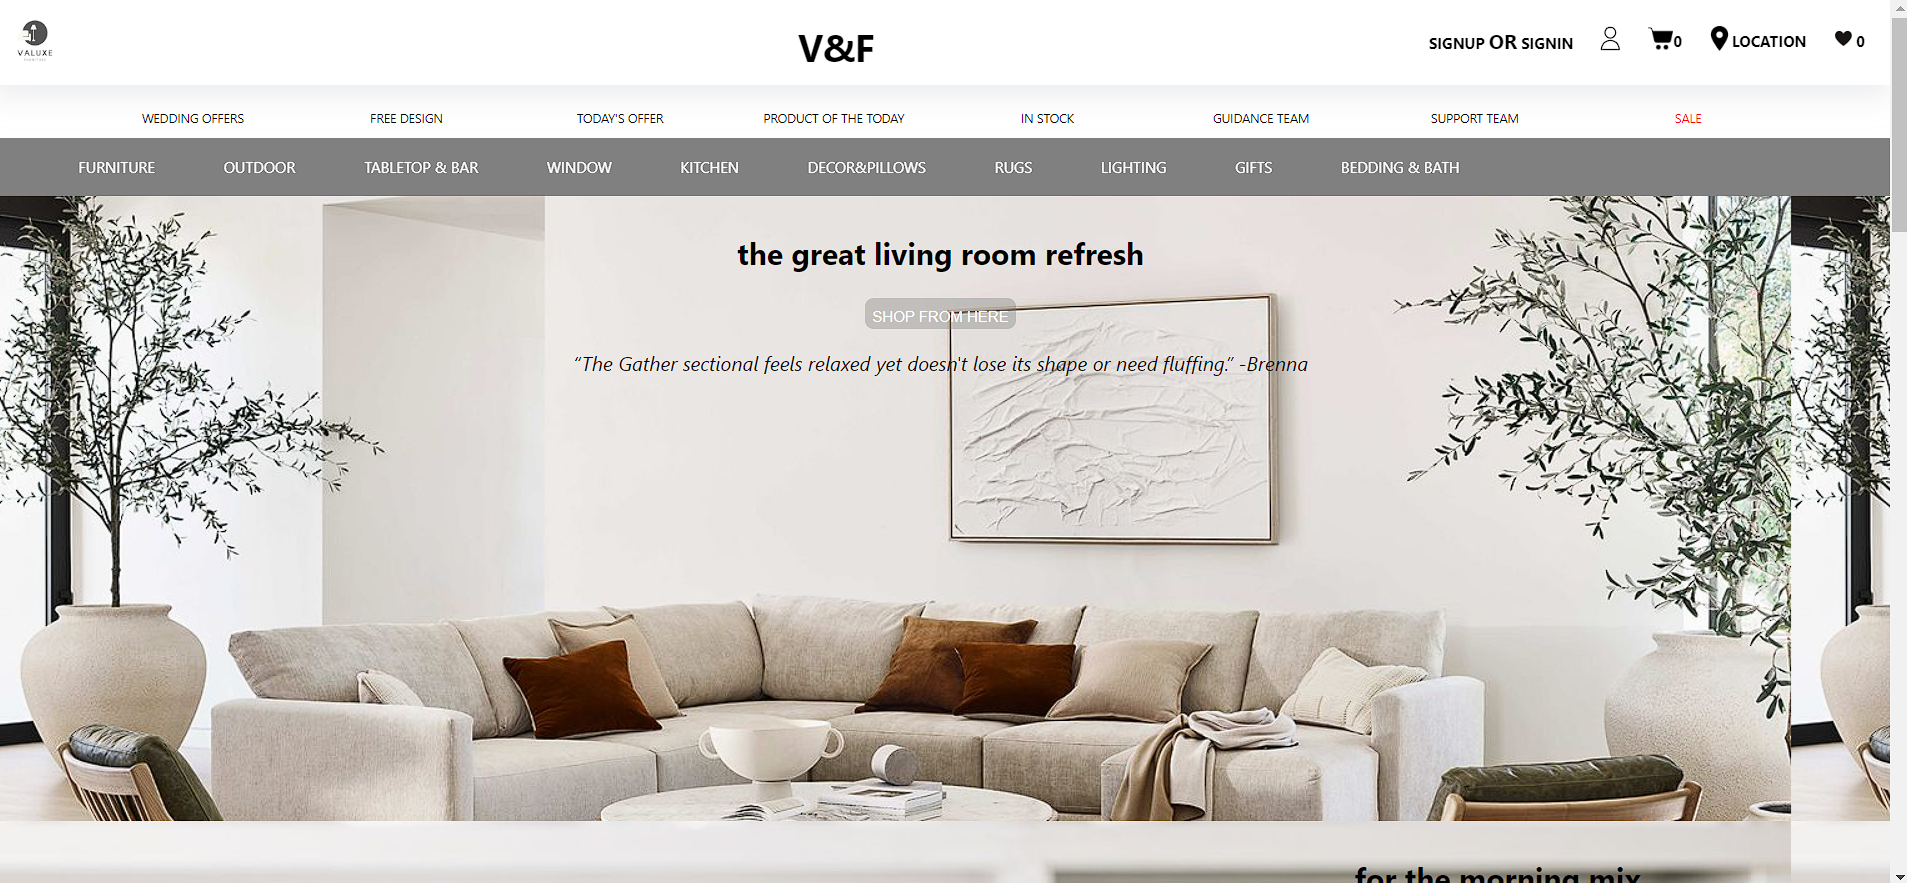 VALUXE
V&F
SIGNUP OR SIGNIN
0
LOCATION
0
WEDDING OFFERS
FREE DESIGN
TODAY'S OFFER
PRODUCT OF THE TODAY
IN STOCK
GUIDANCE TEAM
SUPPORT TEAM
SALE
FURNITURE
OUTDOOR
TABLETOP & BAR
WINDOW
KITCHEN
DECOR&PILLOWS
RUGS
LIGHTING
GIFTS
BEDDING & BATH
the great living room refresh
SHOP FROM HERE
“The Gather sectional feels relaxed yet doesn't lose its shape or need fluffing.” -Brenna
for the morning mix